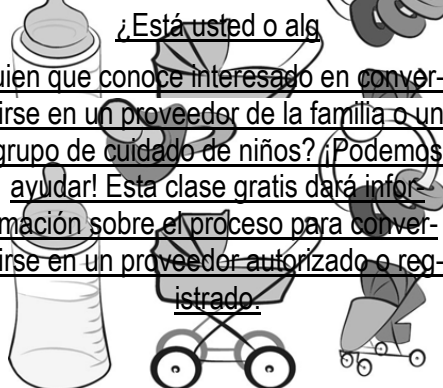 ¿Está usted o alg
uien que conoce interesado en conver-
irse en un proveedor de la familia o un
grupo de cuidado de niños? ¡Podemos
ayudar! Esta clase gratis dará infor-
mación sobre el proceso para conver-
irse en un proveedor autorizado o reg-
istrado.